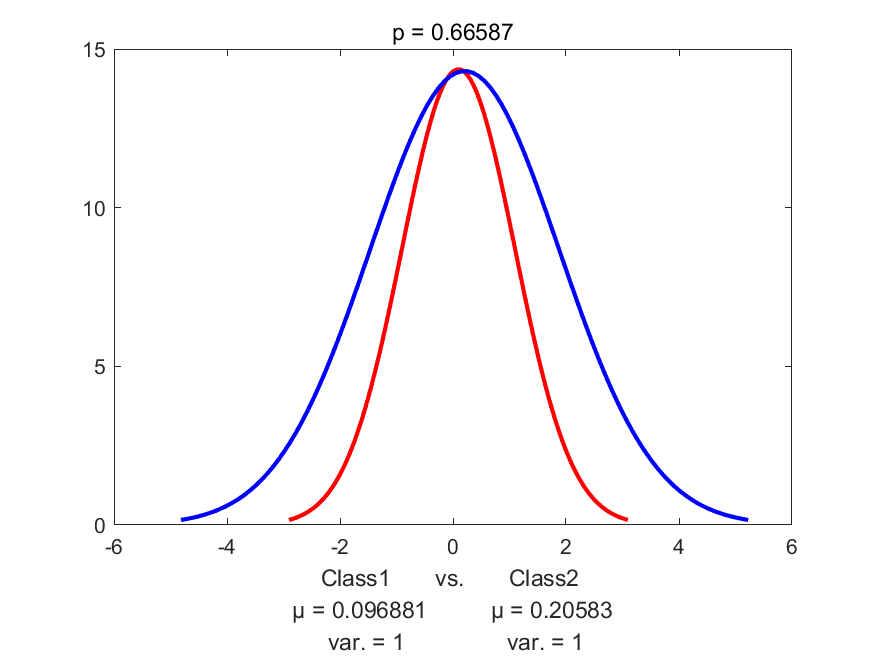 p = 0.66587
15
10
5
0
-6 -4 -2 0 2 4 6
Class1 vs. Class2
μ = 0.096881 μ = 0.20583
var. = 1 var. = 1